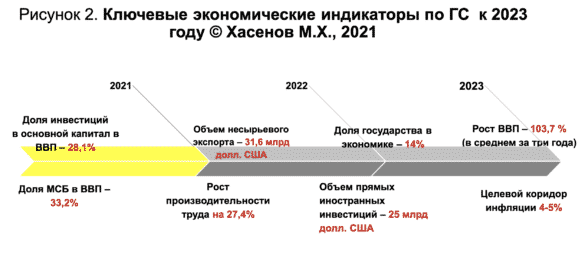 Рисунок 2. Ключевые экономические индикаторы по ГС к 2023
году © Хасенов М.Х., 2021
2021
2022
2023
Доля инвестиций
в основной капитал в
ВВП – 28,1%
Объем несырьевого
экспорта – 31,6 млрд
долл. США
Доля государства в
экономике – 14%
Рост ВВП – 103,7 %
(в среднем за три года)
Доля МСБ в ВВП –
33,2%
Рост
производительности
труда на 27,4%
Объем прямых
иностранных
инвестиций – 25 млрд
долл. США
Целевой коридор
инфляции 4-5%